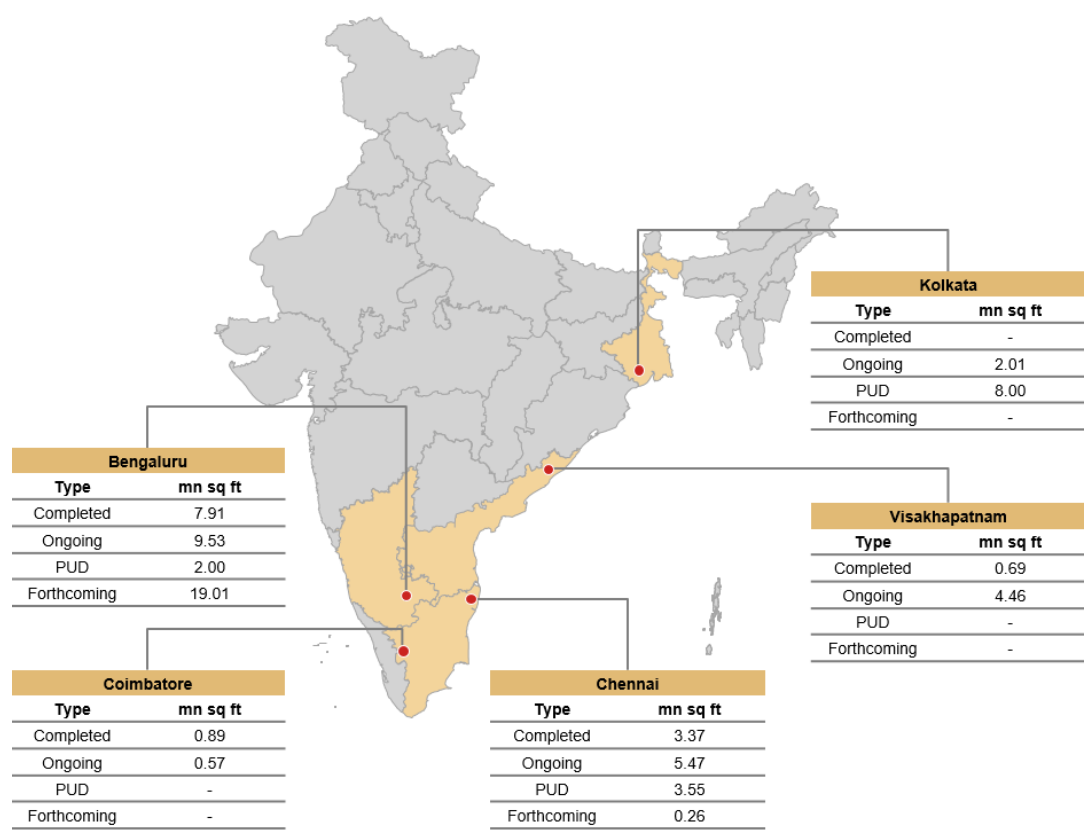 Kolkata
Type mn sq ft
Completed -
Ongoing 2.01
PUD 8.00
Forthcoming -
Bengaluru
Type mn sq ft
Completed 7.91
Ongoing 9.53
PUD 2.00
Forthcoming 19.01
Visakhapatnam
Type mn sq ft
Completed 0.69
Ongoing 4.46
PUD -
Forthcoming -
Coimbatore
Type mn sq ft
Completed 0.89
Ongoing 0.57
PUD -
Forthcoming -
Chennai
Type mn sq ft
Completed 3.37
Ongoing 5.47
PUD 3.55
Forthcoming 0.26